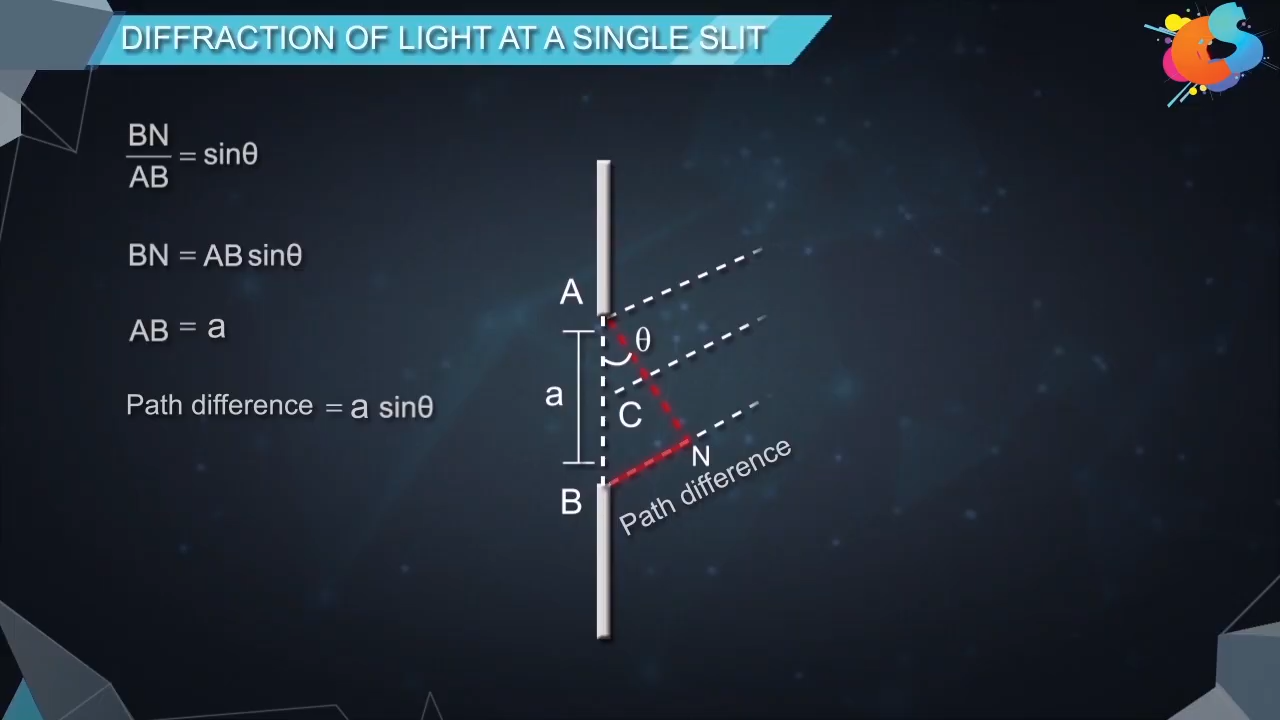 DIFFRACTION OF LIGHT AT A SINGLE SLIT
BN
AB
= sinθ
BN = AB sinθ
AB = a
Path difference = a sinθ
A
θ
a
C
N
B
Path difference